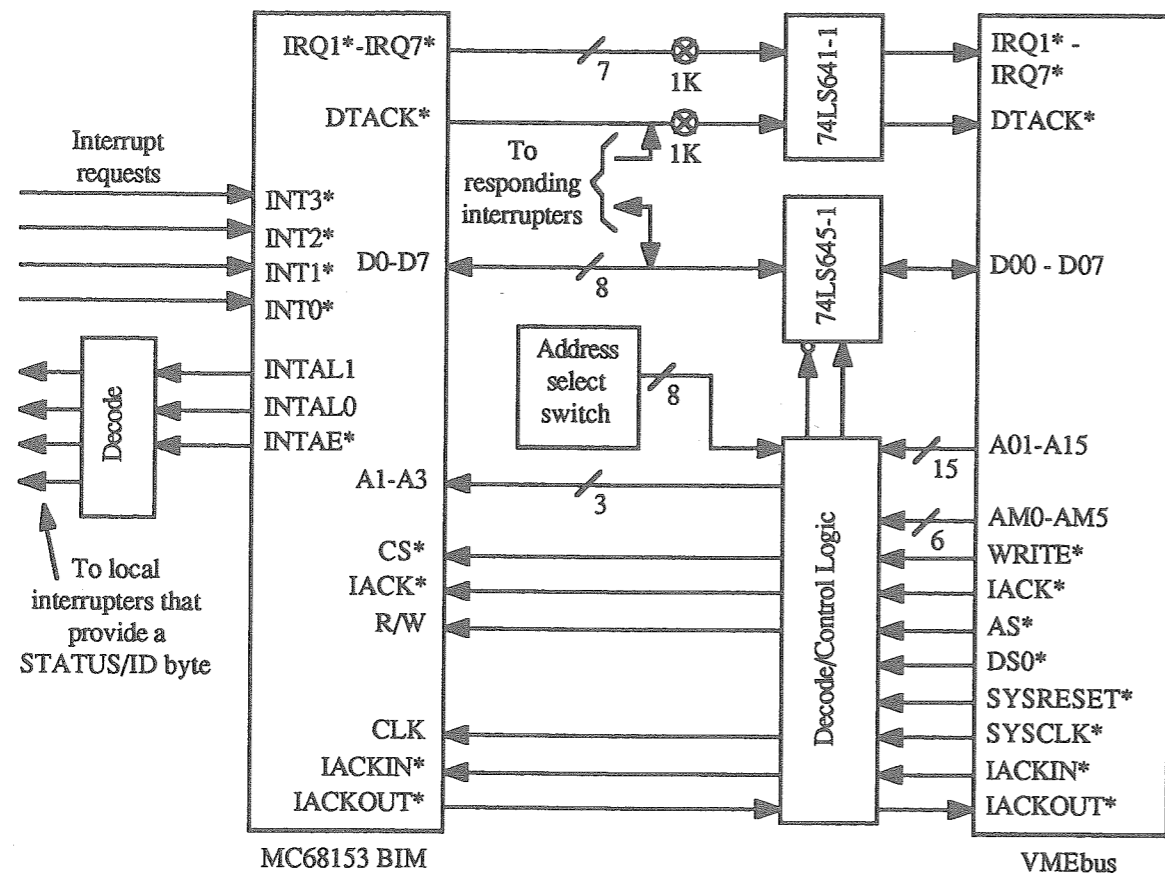 IRQ1*-IRQ7*
7
1K
74LS641-1
IRQ1* -
IRQ7*
DTACK*
1K
DTACK*
Interrupt
requests
To
responding
interrupters
INT3*
INT2*
INT1*
INT0*
D0-D7
8
74LS645-1
D00 - D07
Address
select
switch
8
Decode
INTAL1
INTAL0
INTAE*
A1-A3
3
Decode/Control Logic
A01-A15
15
AM0-AM5
6
CS*
WRITE*
IACK*
IACK*
R/W
AS*
DS0*
To local
interrupters that
provide a
STATUS/ID byte
SYSRESET*
CLK
SYSCLK*
IACKIN*
IACKIN*
IACKOUT*
IACKOUT*
MC68153 BIM
VMEbus